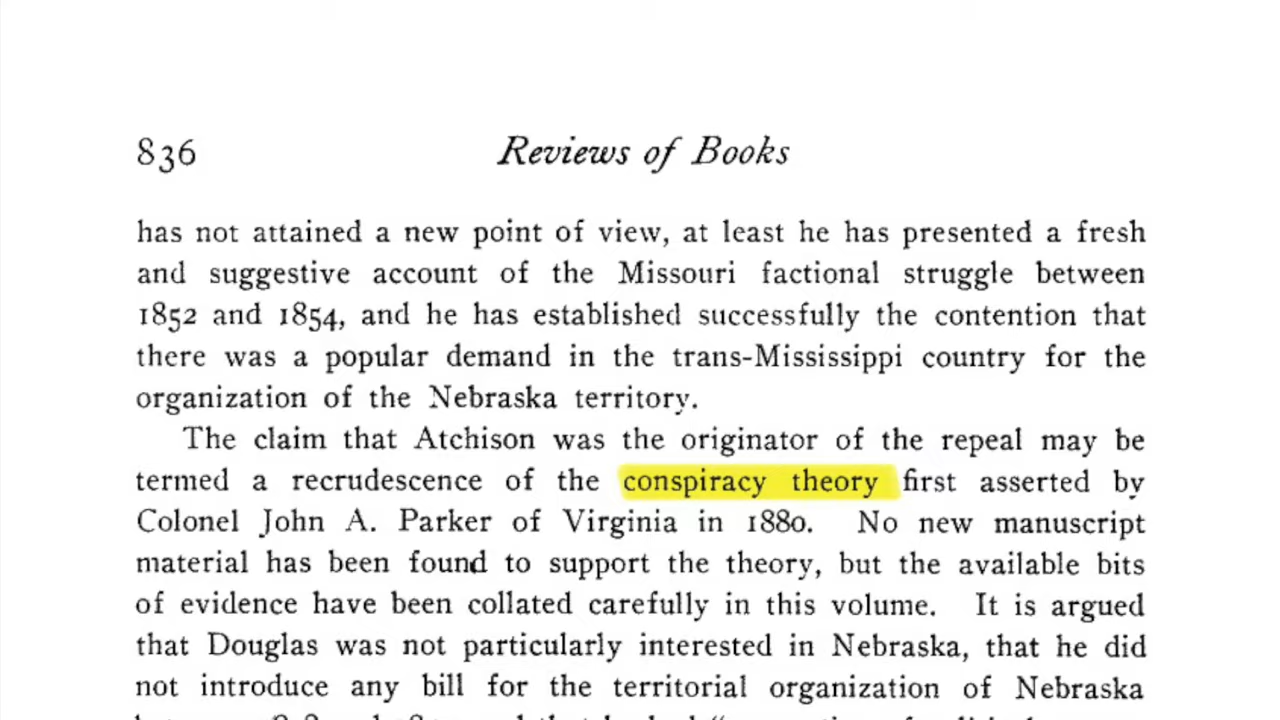 836 Reviews of Books
has not attained a new point of view, at least he has presented a fresh
and suggestive account of the Missouri factional struggle between
1852 and 1854, and he has established successfully the contention that
there was a popular demand in the trans-Mississippi country for the
organization of the Nebraska territory.
The claim that Atchison was the originator of the repeal may be
termed a recrudescence of the conspiracy theory first asserted by
Colonel John A. Parker of Virginia in 1880. No new manuscript
material has been found to support the theory, but the available bits
of evidence have been collated carefully in this volume. It is argued
that Douglas was not particularly interested in Nebraska, that he did
not introduce any bill for the territorial organization of Nebraska